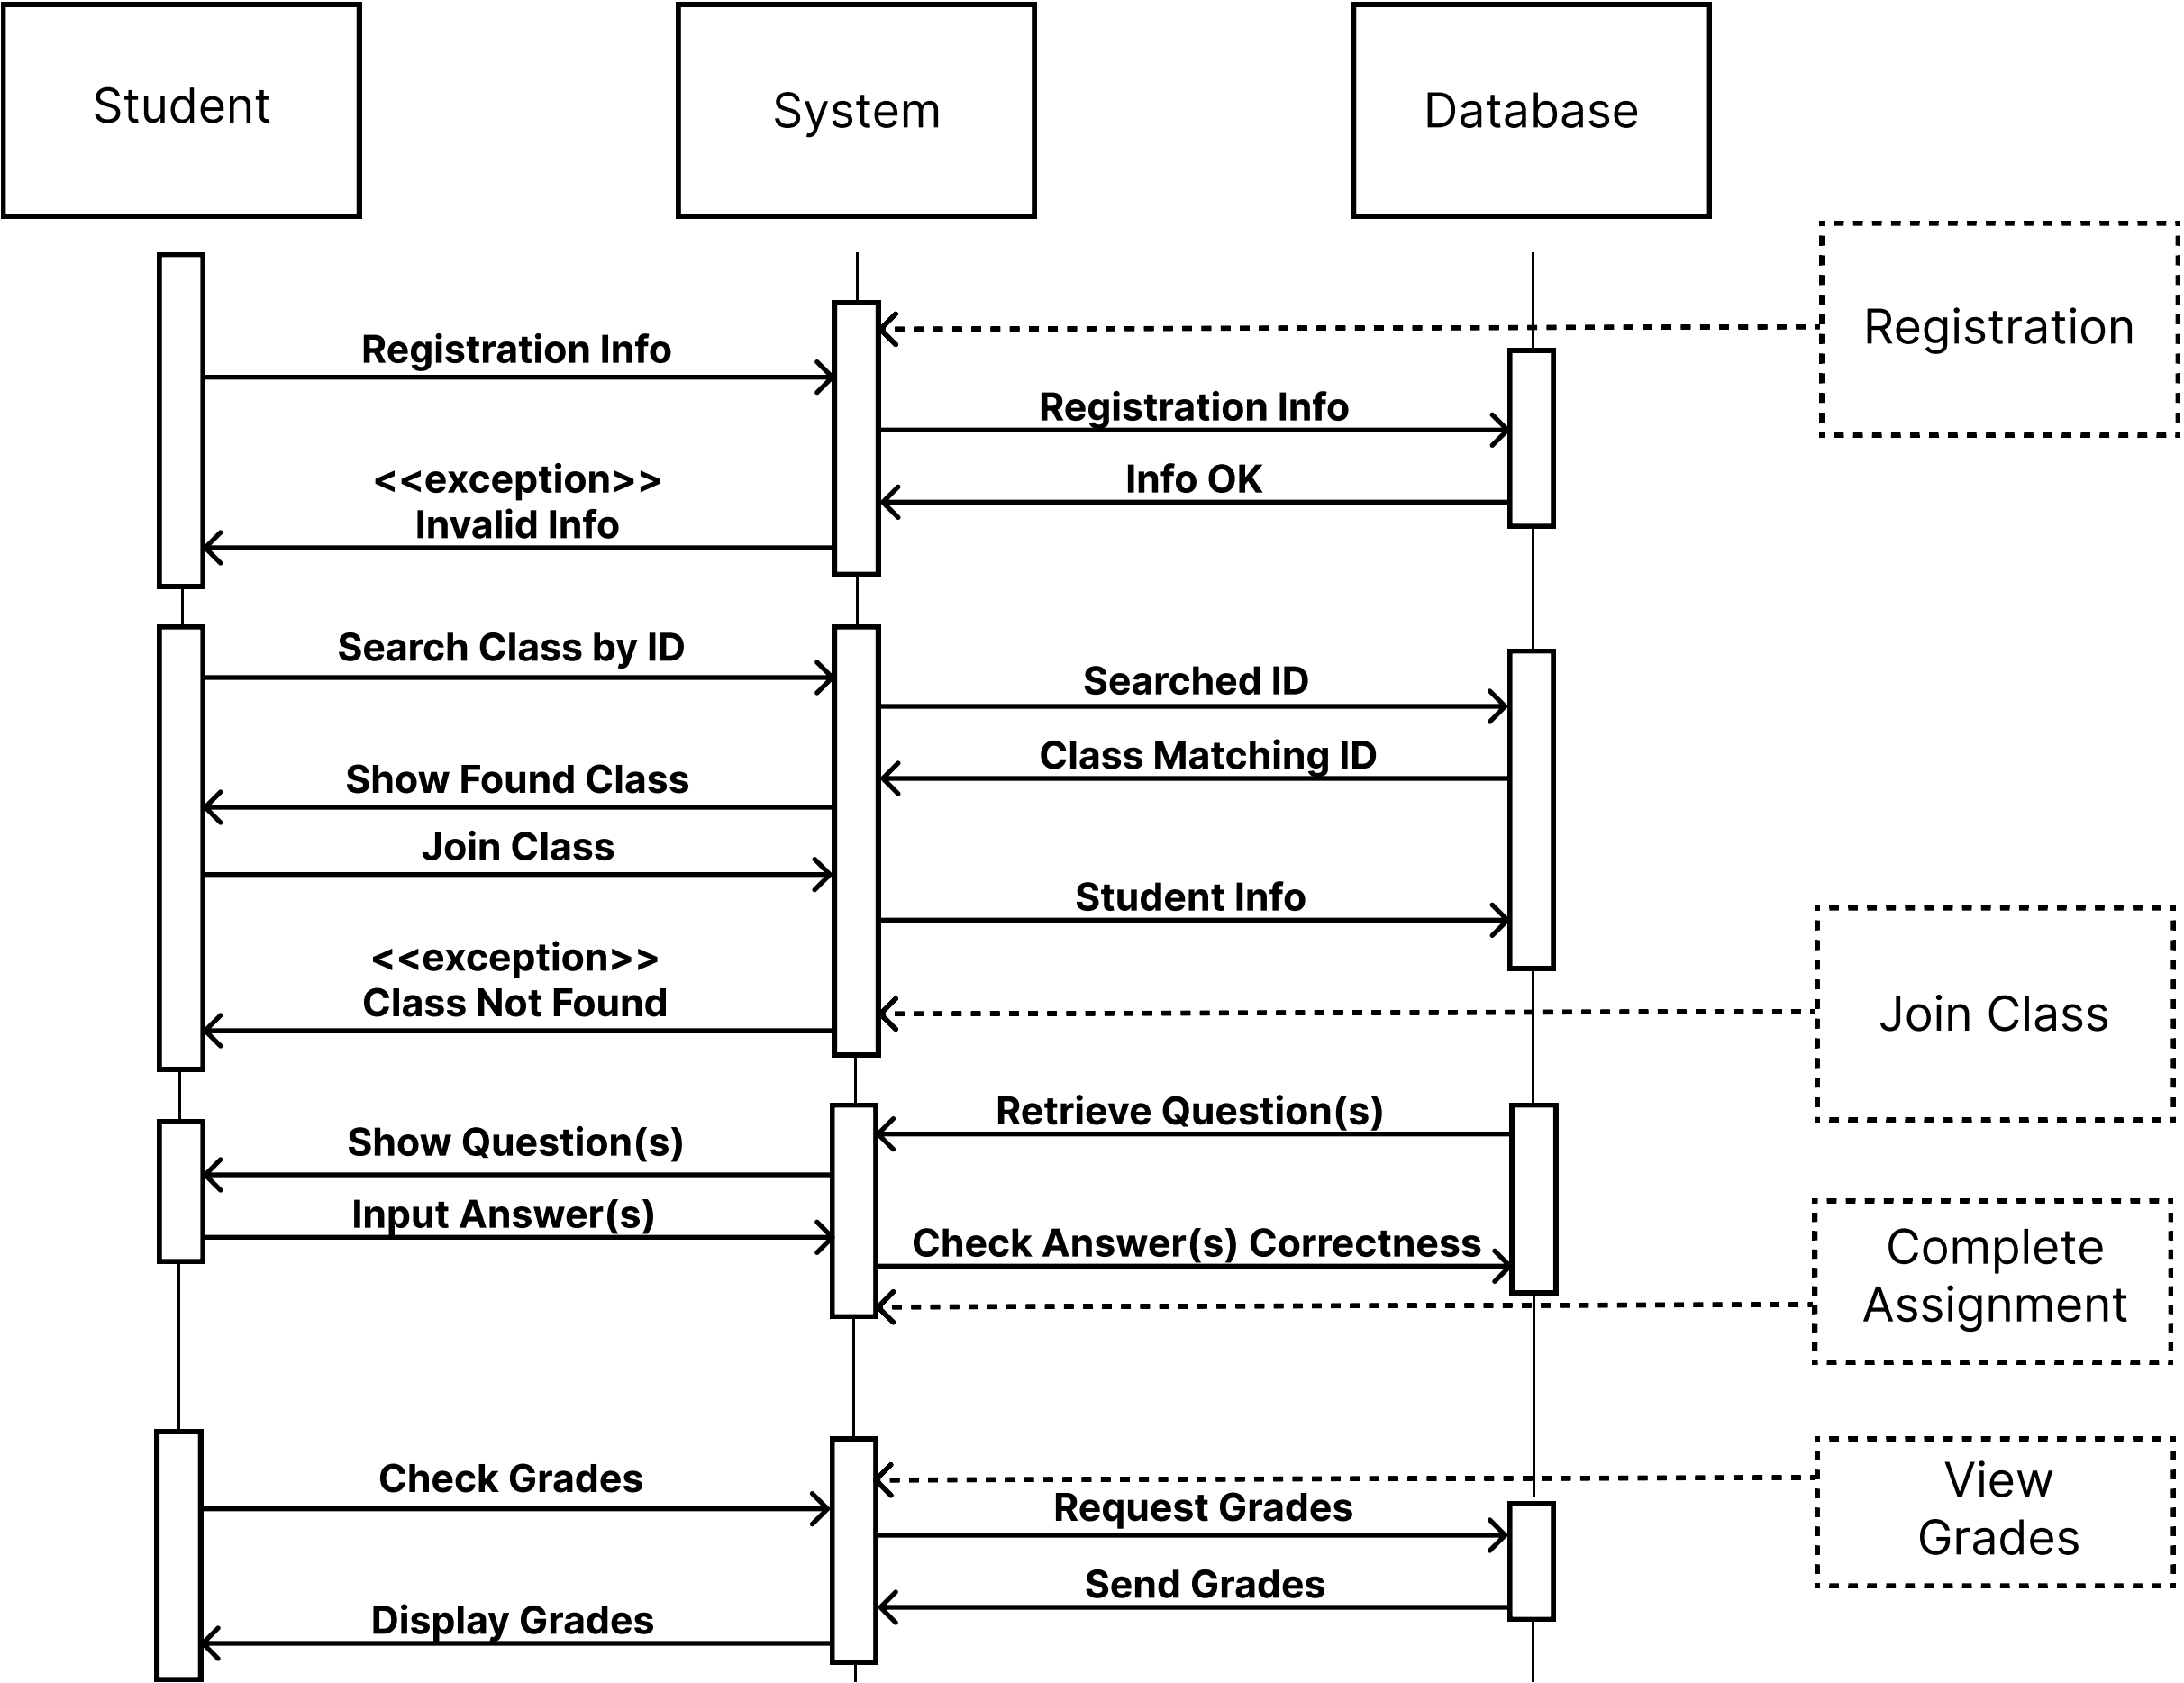 Student
System
Database
Registration
Registration Info
Registration Info
Info OK
<<exception>>
Invalid Info
Search Class by ID
Searched ID
Class Matching ID
Show Found Class
Join Class
Student Info
<<exception>>
Class Not Found
Join Class
Retrieve Question(s)
Show Question(s)
Input Answer(s)
Check Answer(s) Correctness
Complete
Assignment
Check Grades
View
Grades
Request Grades
Send Grades
Display Grades